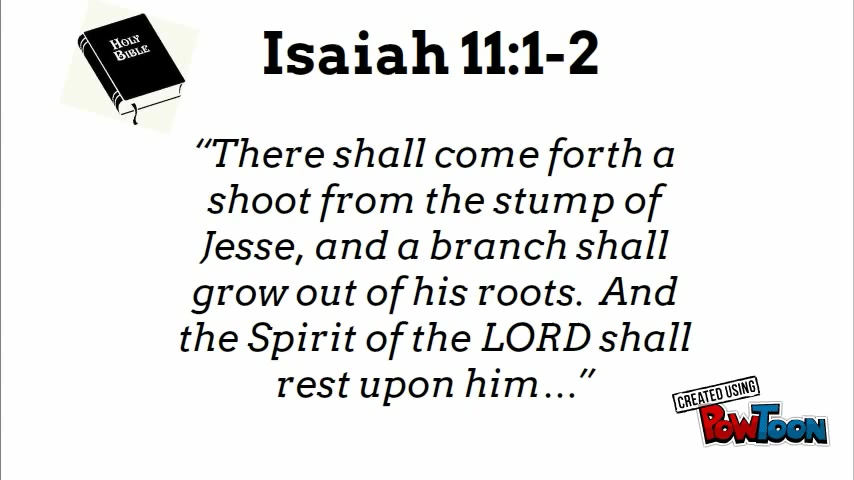 HOLY
BIBLE
Isaiah 11:1-2
“There shall come forth a
shoot from the stump of
Jesse, and a branch shall
grow out of his roots. And
the Spirit of the LORD shall
rest upon him...”
CREATED USING
POWTOON